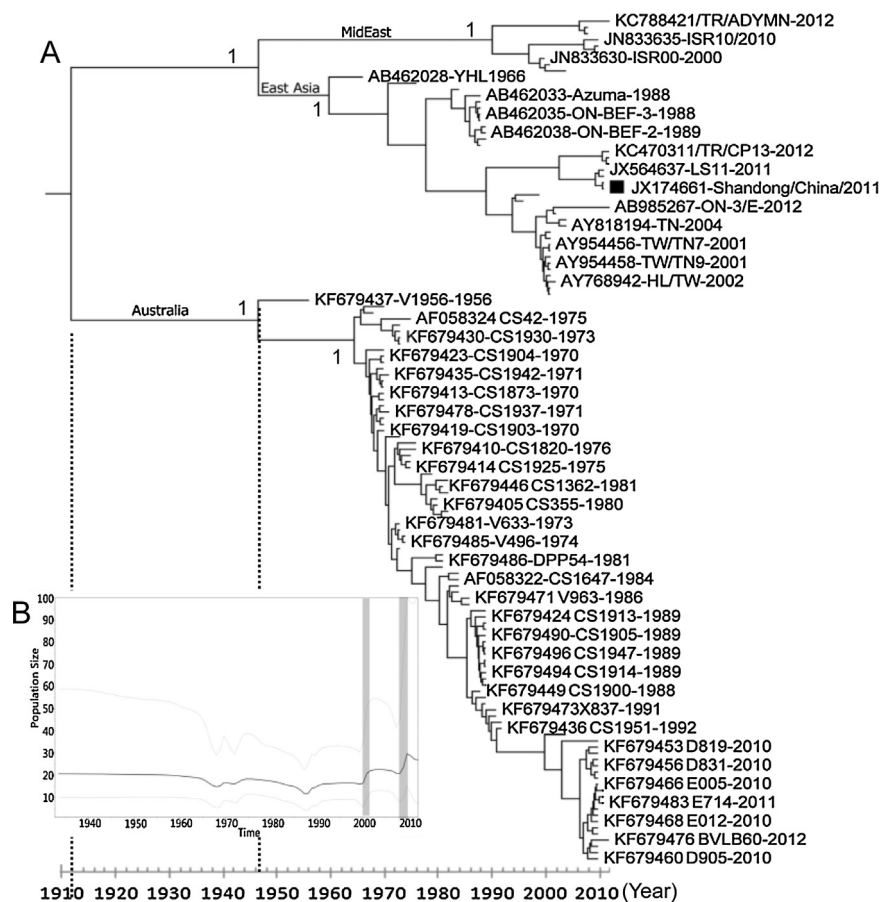 A
MidEast
1
1
KC788421/TR/ADYMN-2012
JN833635-ISR10/2010
JN833630-ISR00-2000
East Asia
1
AB462028-YHL1966
AB462033-Azuma-1988
AB462035-ON-BEF-3-1988
AB462038-ON-BEF-2-1989
KC470311/TR/CP13-2012
JX564637-LS11-2011
JX174661-Shandong/China/2011
AB985267-ON-3/E-2012
AY818194-TN-2004
AY954456-TW/TN7-2001
AY954458-TW/TN9-2001
AY768942-HL/TW-2002
Australia
1
1
KF679437-V1956-1956
AF058324 CS42-1975
KF679430-CS1930-1973
KF679423-CS1904-1970
KF679435-CS1942-1971
KF679413-CS1873-1970
KF679478-CS1937-1971
KF679419-CS1903-1970
KF679410-CS1820-1976
KF679414 CS1925-1975
KF679446 CS1362-1981
KF679405 CS355-1980
KF679481-V633-1973
KF679485-V496-1974
KF679486-DPP54-1981
AF058322-CS1647-1984
KF679471 V963-1986
KF679424 CS1913-1989
KF679490-CS1905-1989
KF679496 CS1947-1989
KF679494 CS1914-1989
KF679449 CS1900-1988
KF679473X837-1991
KF679436 CS1951-1992
KF679453 D819-2010
KF679456 D831-2010
KF679466 E005-2010
KF679483 E714-2011
KF679468 E012-2010
KF679476 BVLB60-2012
KF679460 D905-2010
B
Population Size
100
90
80
70
60
50
40
30
20
10
1940 1950 1960 1970 1980 1990 2000 2010
Time
1910 1920 1930 1940 1950 1960 1970 1980 1990 2000 2010 (Year)